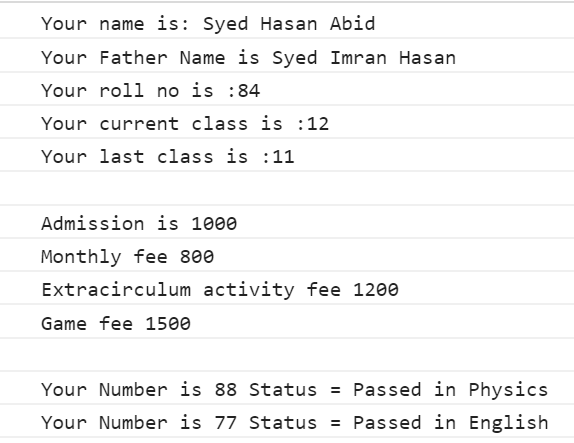 Your name is: Syed Hasan Abid
Your Father Name is Syed Imran Hasan
Your roll no is :84
Your current class is :12
Your last class is :11
Admission is 1000
Monthly fee 800
Extracirculum activity fee 1200
Game fee 1500
Your Number is 88 Status = Passed in Physics
Your Number is 77 Status = Passed in English